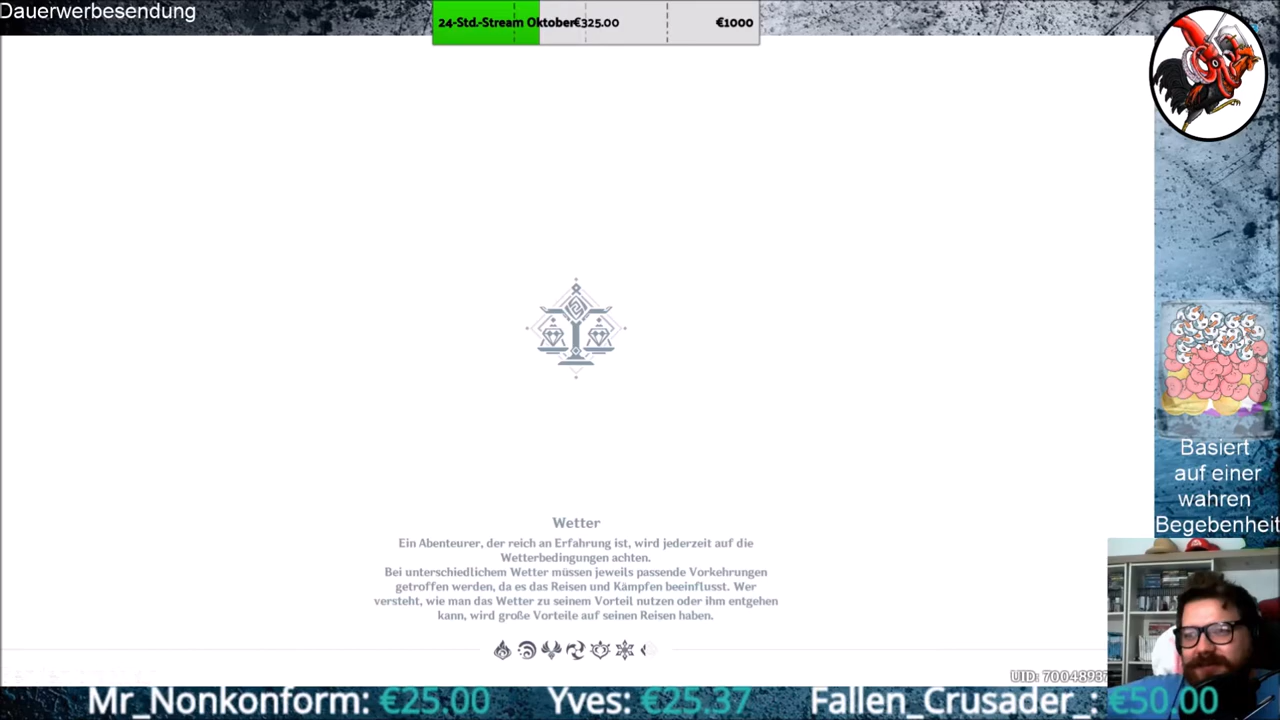 Dauerwerbesendung
24-Std.-Stream Oktober €325.00 €1000
Basiert
auf einer
wahren
Begebenheit
Wetter
Ein Abenteurer, der reich an Erfahrung ist, wird jederzeit auf die
Wetterbedingungen achten.
Bei unterschiedlichem Wetter müssen jeweils passende Vorkehrungen
getroffen werden, da es das Reisen und Kämpfen beeinflusst. Wer
versteht, wie man das Wetter zu seinem Vorteil nutzen oder ihm entgehen
kann, wird große Vorteile auf seinen Reisen haben.
UID: 70048937
Mr_Nonkonform: €25.00 Yves: €25.37 Fallen_Crusader_: €50.00